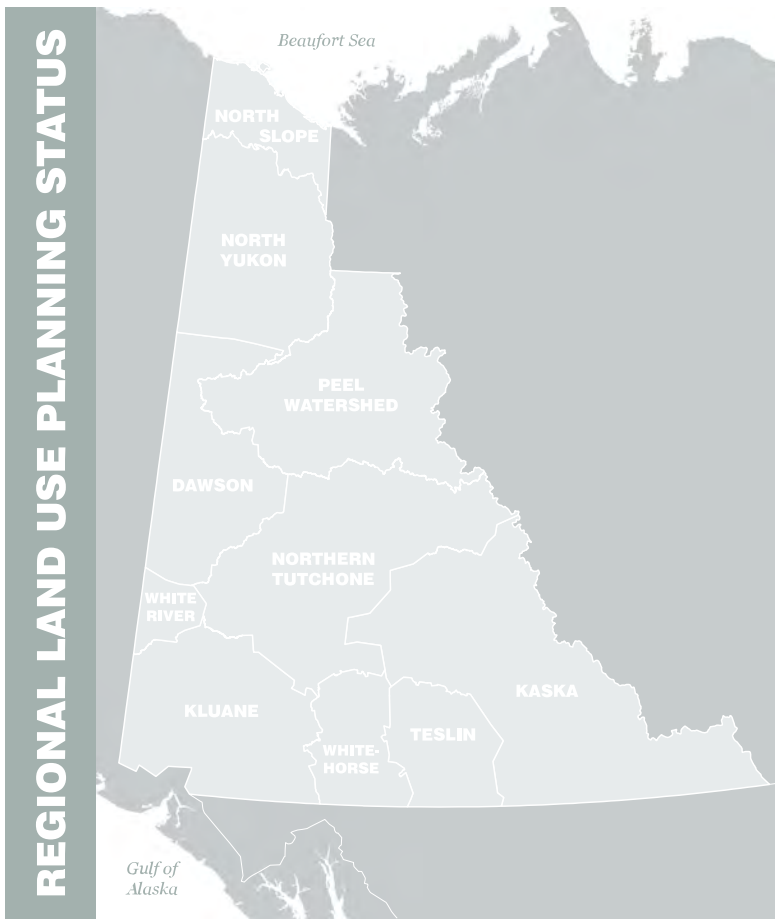 REGIONAL LAND USE PLANNING STATUS
Beaufort Sea
NORTH
SLOPE
NORTH
YUKON
PEEL
WATERSHED
DAWSON
NORTHERN
TUTCHONE
WHITE
RIVER
KASKA
KLUANE
TESLIN
WHITE-
HORSE
Gulf of
Alaska